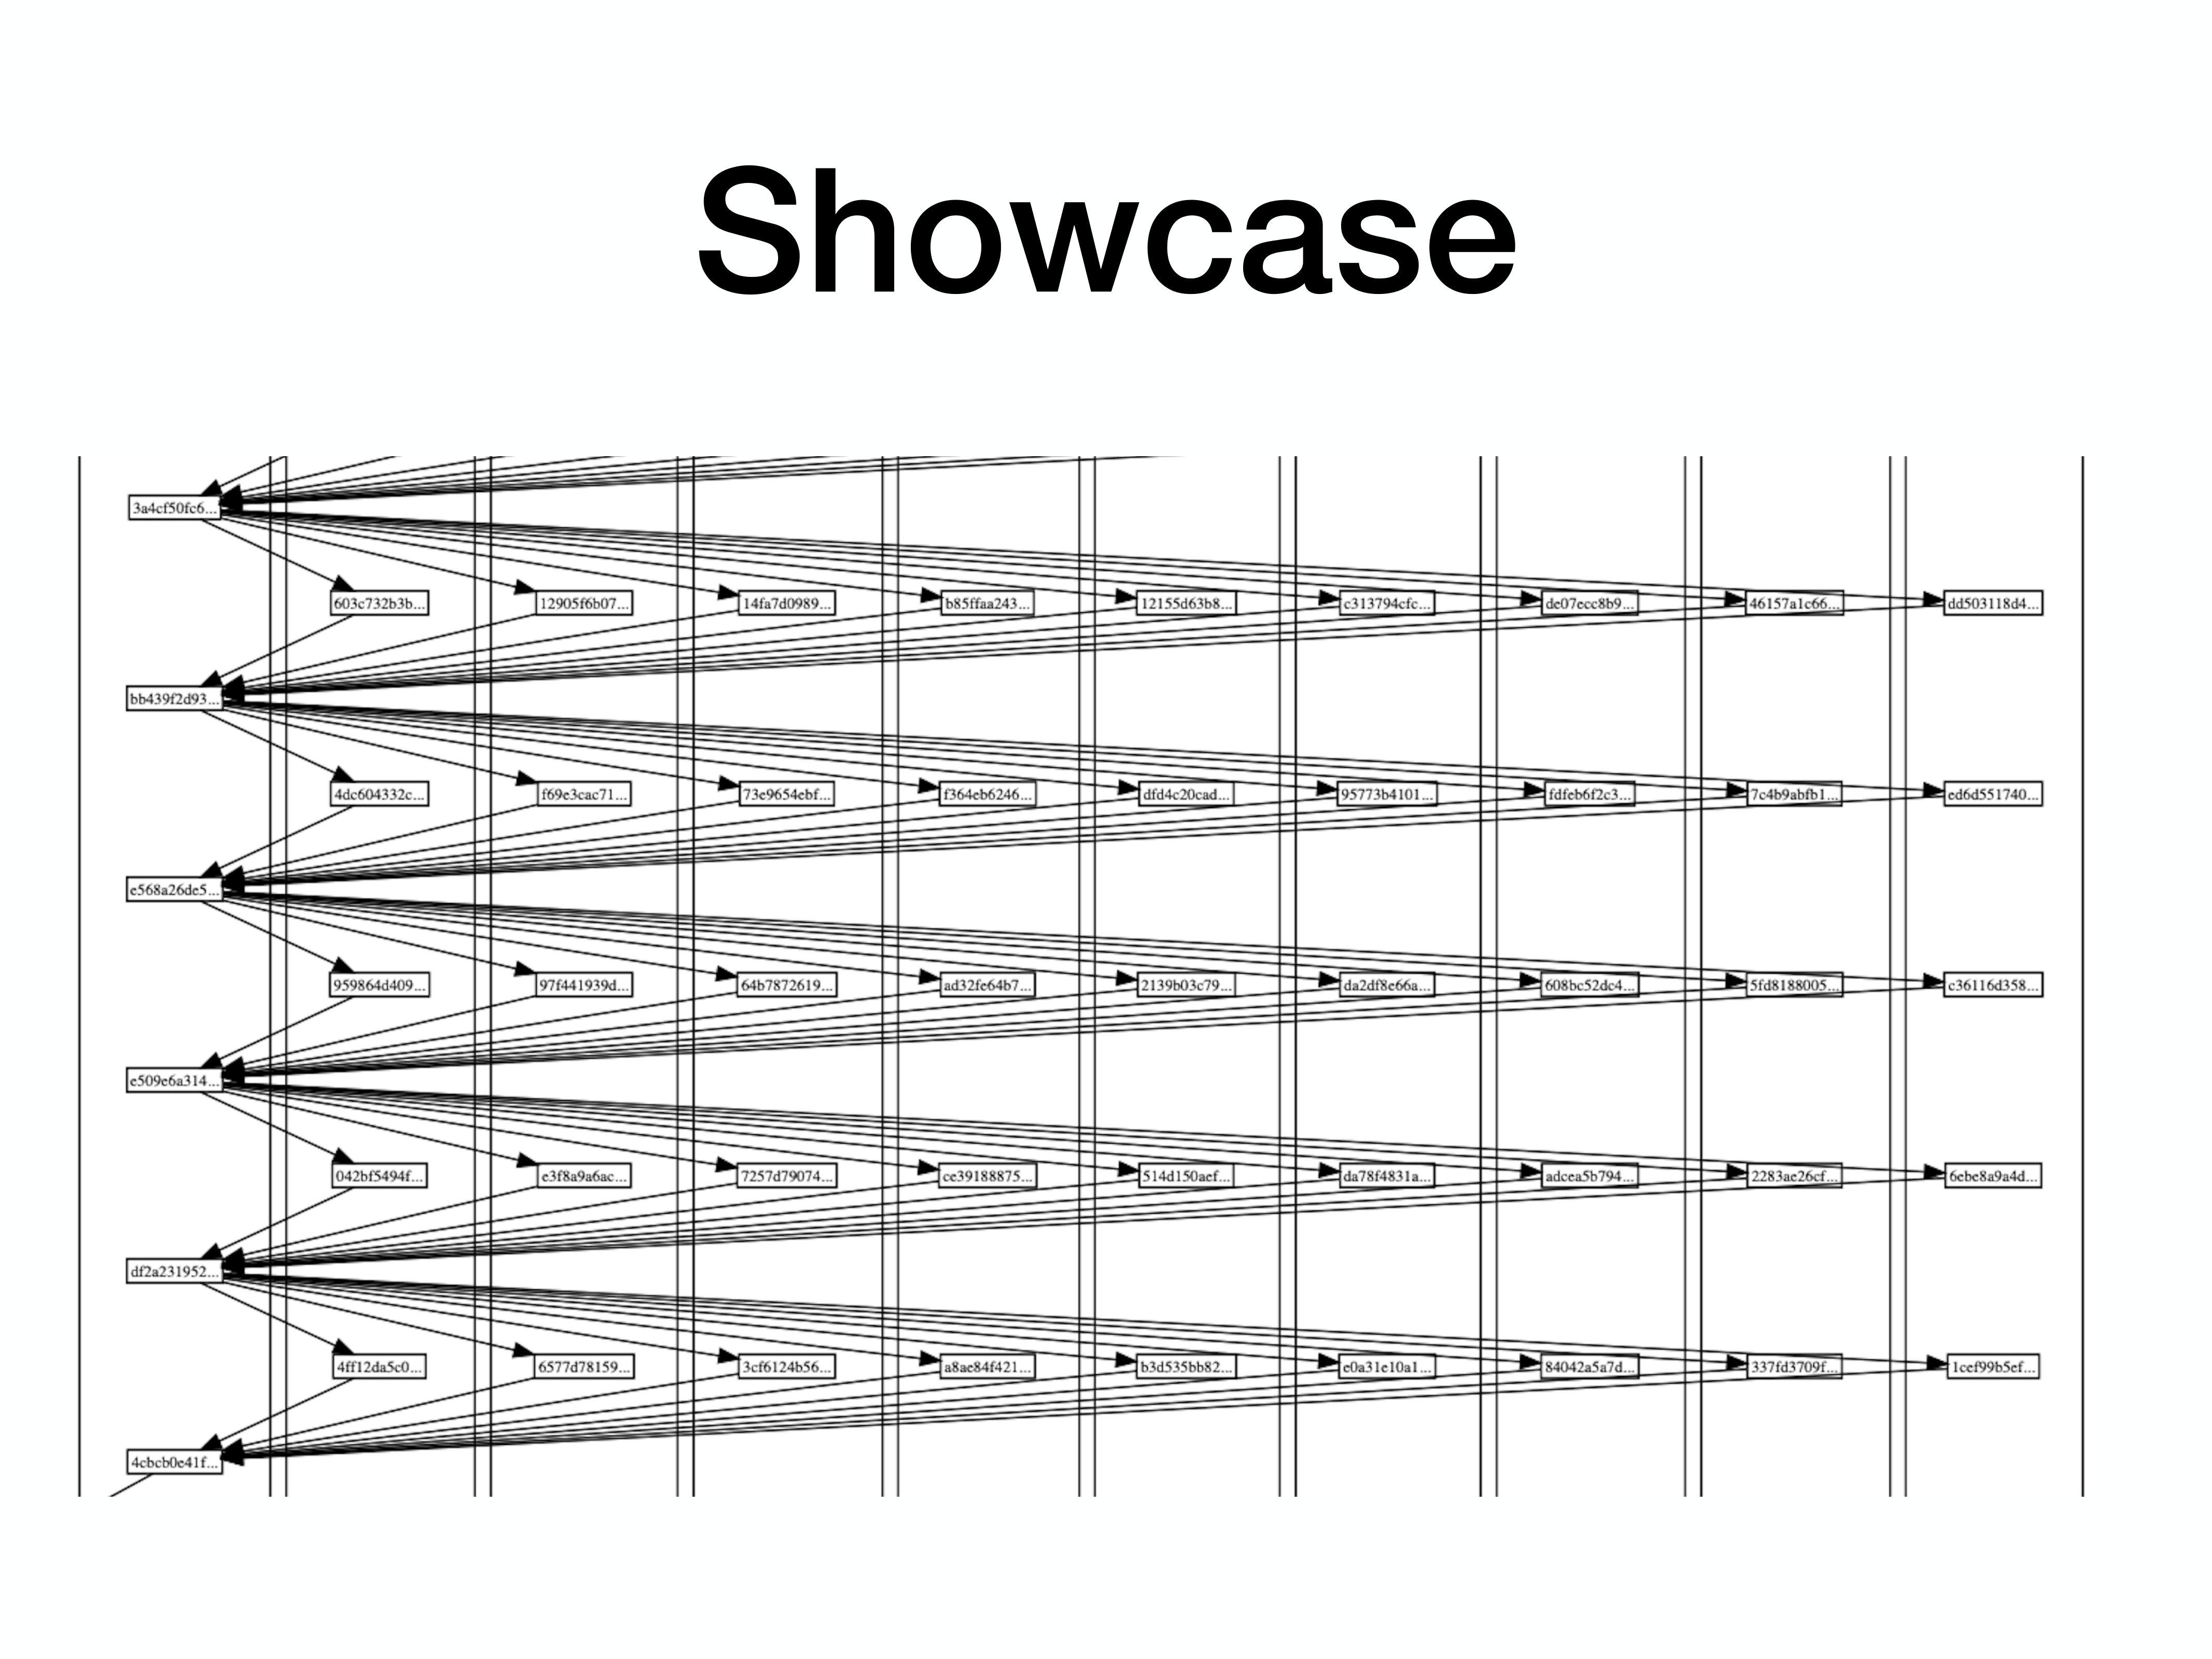 Showcase
3a4cf50fc6...
603c732b3b... 12905f6b07... 14fa7d0989... b85ffaa243... 12155d63b8... c313794cfc... de07ecc8b9... 46157a1c66... dd503118d4...
bb439f2d93...
4dc604332c... f69e3cac71... 73e9654ebf... f364eb6246... dfd4c20cad... 95773b4101... fdfeb6f2c3... 7c4b9abfb1... ed6d551740...
e568a26de5...
959864d409... 97f441939d... 64b7872619... ad32fe64b7... 2139b03c79... da2df8e66a... 608bc52dc4... 5fd8188005... c36116d358...
e509e6a314...
042bf5494f... e3f8a9a6ac... 7257d79074... ce39188875... 514d150aef... da78f4831a... adcea5b794... 2283ae26cf... 6ebe8a9a4d...
df2a231952...
4ff12da5c0... 6577d78159... 3cf6124b56... a8ae84f421... b3d535bb82... e0a31e10a1... 84042a5a7d... 337fd3709f... 1cef99b5ef...
4cbcb0e41f...